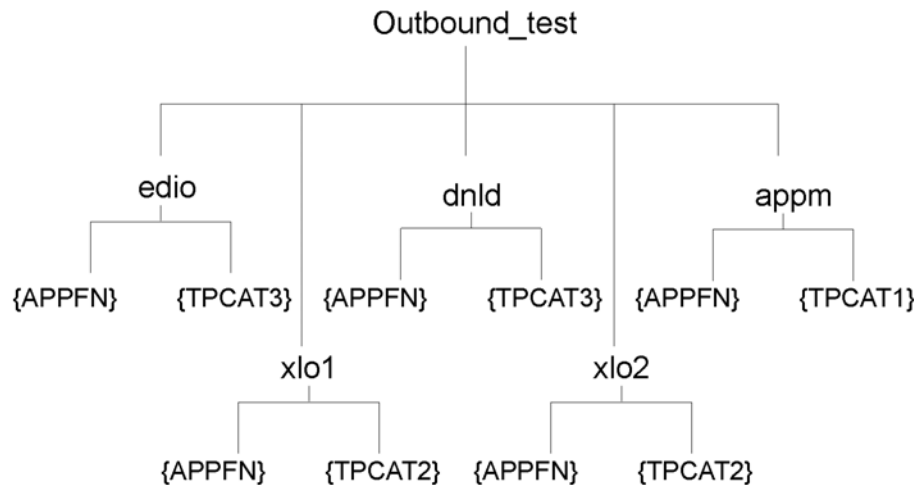 Outbound_test
edio dnld appm
{APPFN} {TPCAT3} {APPFN} {TPCAT3} {APPFN} {TPCAT1}
xlo1 xlo2
{APPFN} {TPCAT2} {APPFN} {TPCAT2}